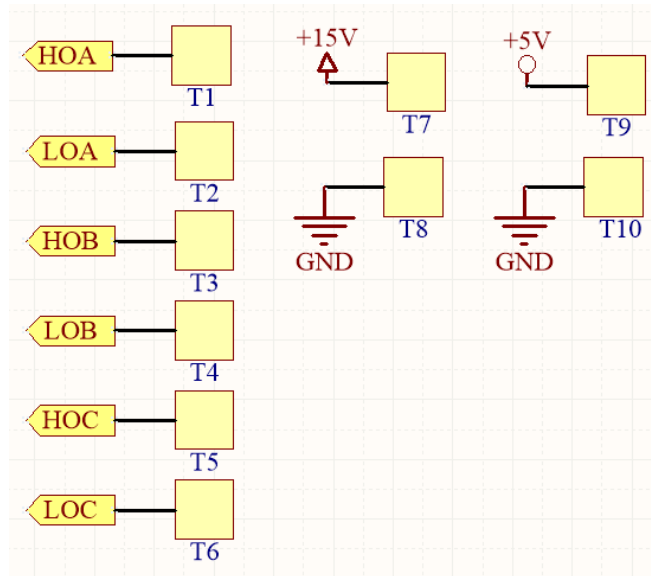 HOA
T1
LOA
T2
HOB
T3
LOB
T4
HOC
T5
LOC
T6
+15V
T7
GND
T8
+5V
T9
GND
T10